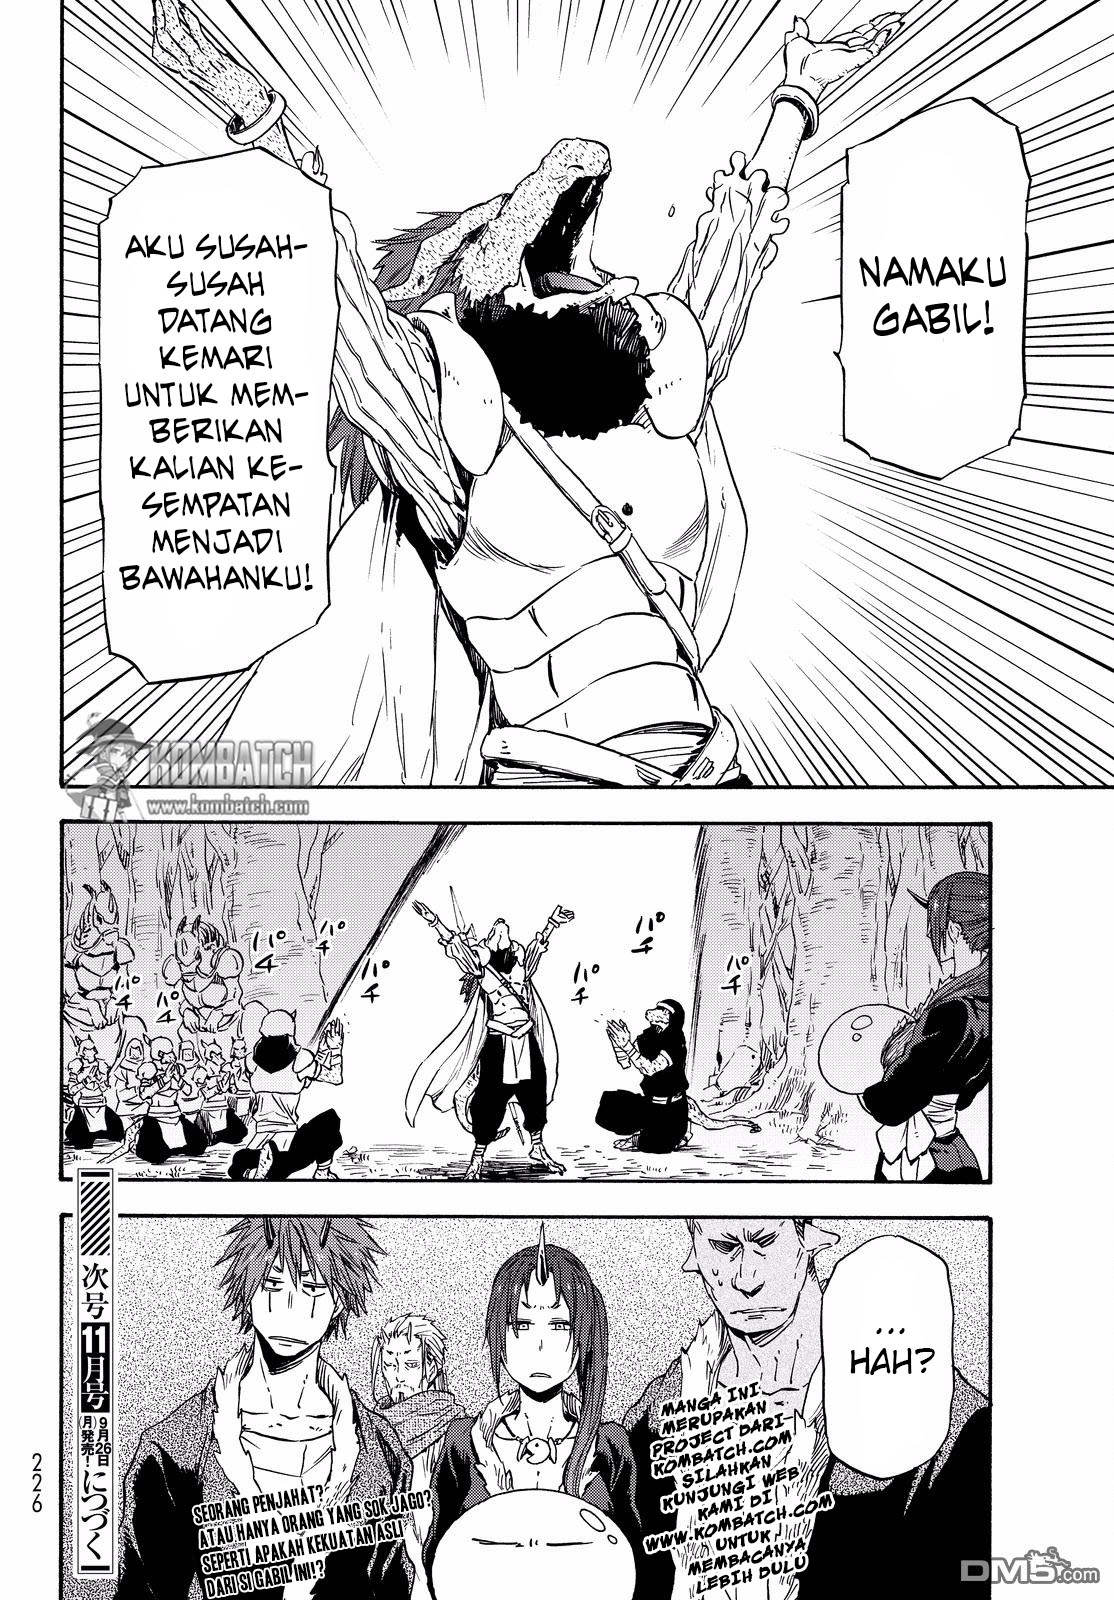 NAMAKU
GABIL!
AKU SUSAH-
SUSAH
DATANG
KEMARI
UNTUK MEM-
BERIKAN
KALIAN KE-
SEMPATAN
MENJADI
BAWAHANKU!
KOMBATCH
www.kombatch.com
パチ
パチ
パチ
パチ
パチ
パチ
...
HAH?
MANGA INI
MERUPAKAN
PROJECT DARI-
KOMBATCH.COM
SILAHKAN
KUNJUNGI WEB
KAMI DI
WWW.KOMBATCH.COM
UNTUK
MEMBACANYA
LEBIH DULU
SEORANG PENJAHAT?
ATAU HANYA ORANG YANG SOK JAGO?
SEPERTI APAKAH KEKUATAN ASLI
DARI SI GABIL INI!?
次号11月号9月26日(月)発売!につづく
226
DM5.com